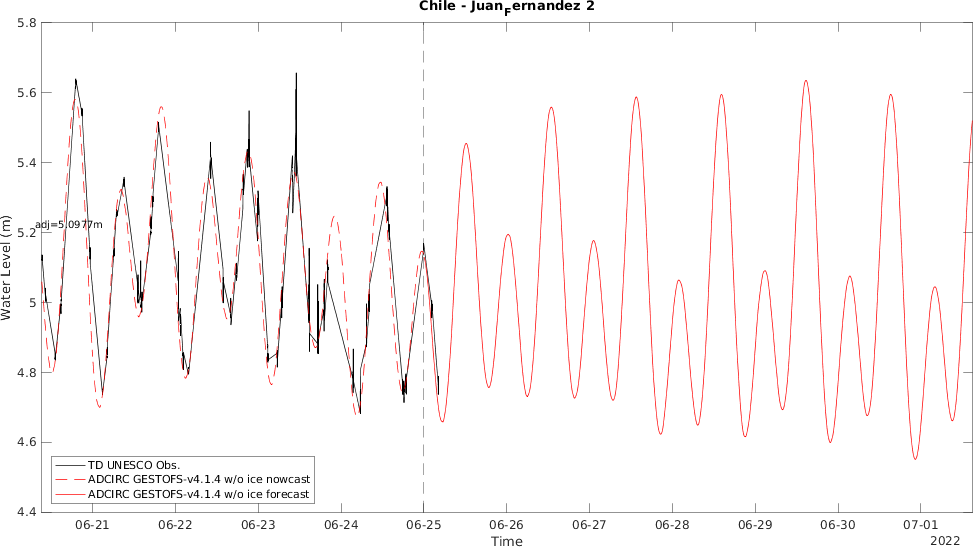 Chile - Juan_Fernandez 2
5.8
5.6
5.4
adj=5.0977m
5.2
5
4.8
4.6
4.4
Water Level (m)
TD UNESCO Obs.
ADCIRC GESTOFS-v4.1.4 w/o ice nowcast
ADCIRC GESTOFS-v4.1.4 w/o ice forecast
06-21 06-22 06-23 06-24 06-25 06-26 06-27 06-28 06-29 06-30 07-01
Time
2022